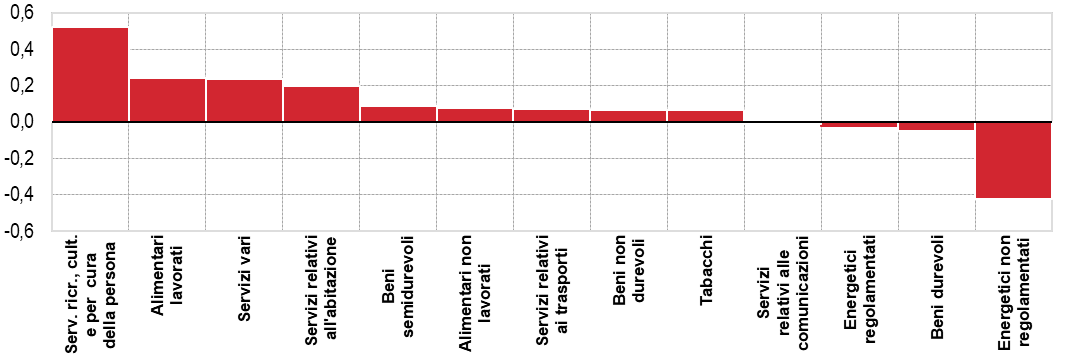 0,6
0,4
0,2
0,0
-0,2
-0,4
-0,6
Serv. ricr., cult.
e per cura
della persona
Alimentari
lavorati
Servizi vari
Servizi relativi
all'abitazione
Beni
semidurevoli
Alimentari non
lavorati
Servizi relativi
ai trasporti
Beni non
durevoli
Tabacchi
Servizi
relativi alle
comunicazioni
Energetici
regolamentati
Beni durevoli
Energetici non
regolamentati